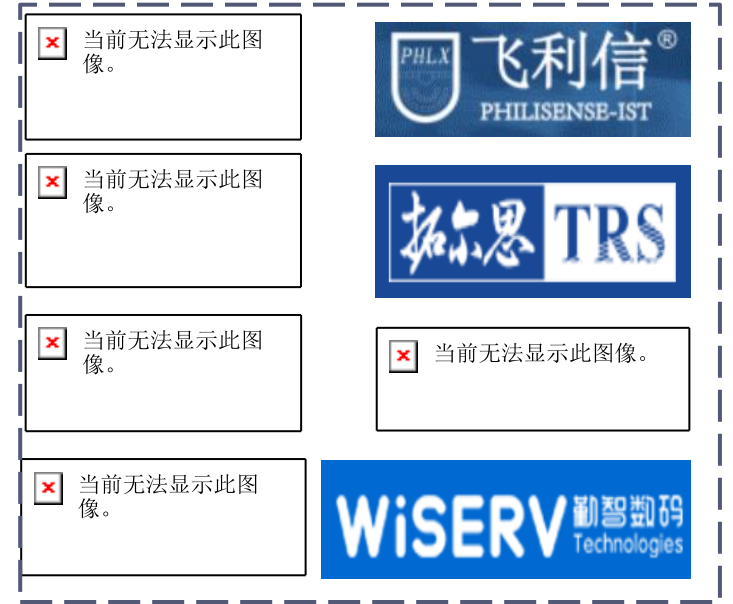 当前无法显示此图
像。
PHLX
飞利信®
PHILISENSE-IST
当前无法显示此图
像。
拓尔思 TRS
当前无法显示此图
像。
当前无法显示此图像。
当前无法显示此图
像。
WiSERV 勤智数码
Technologies